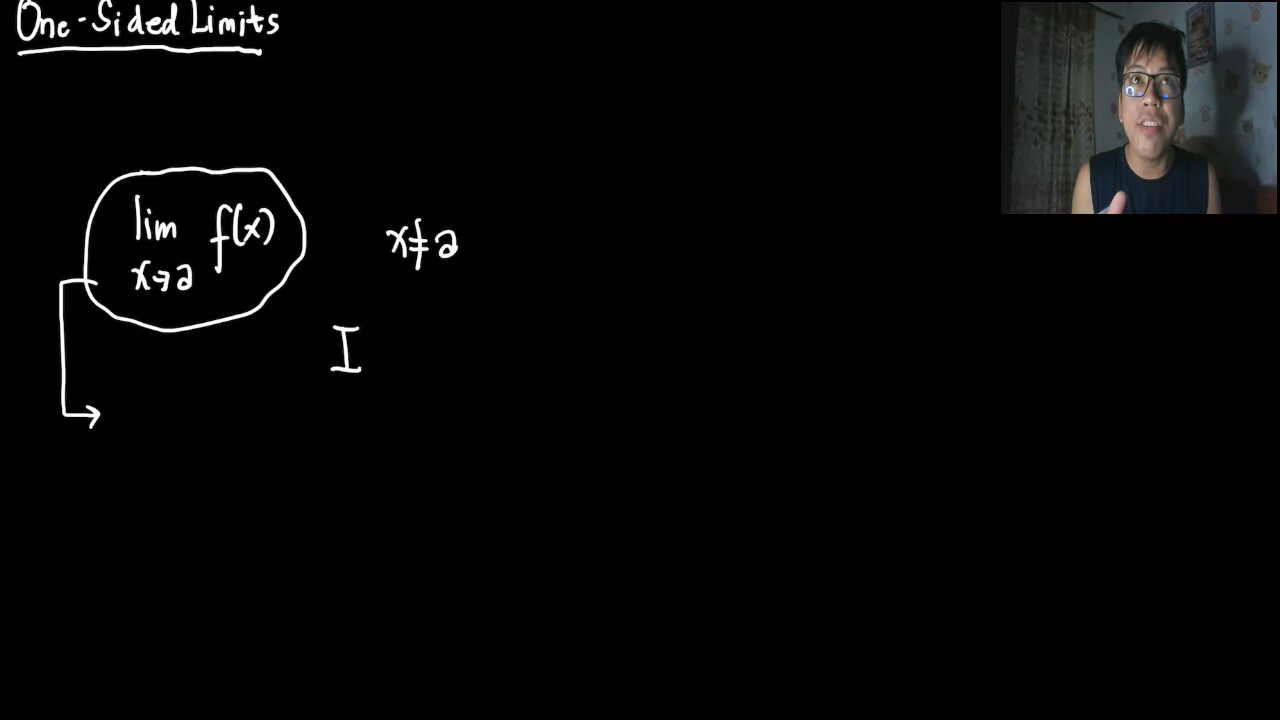 One-Sided Limits
lim f(x)
x→a
x≠a
I